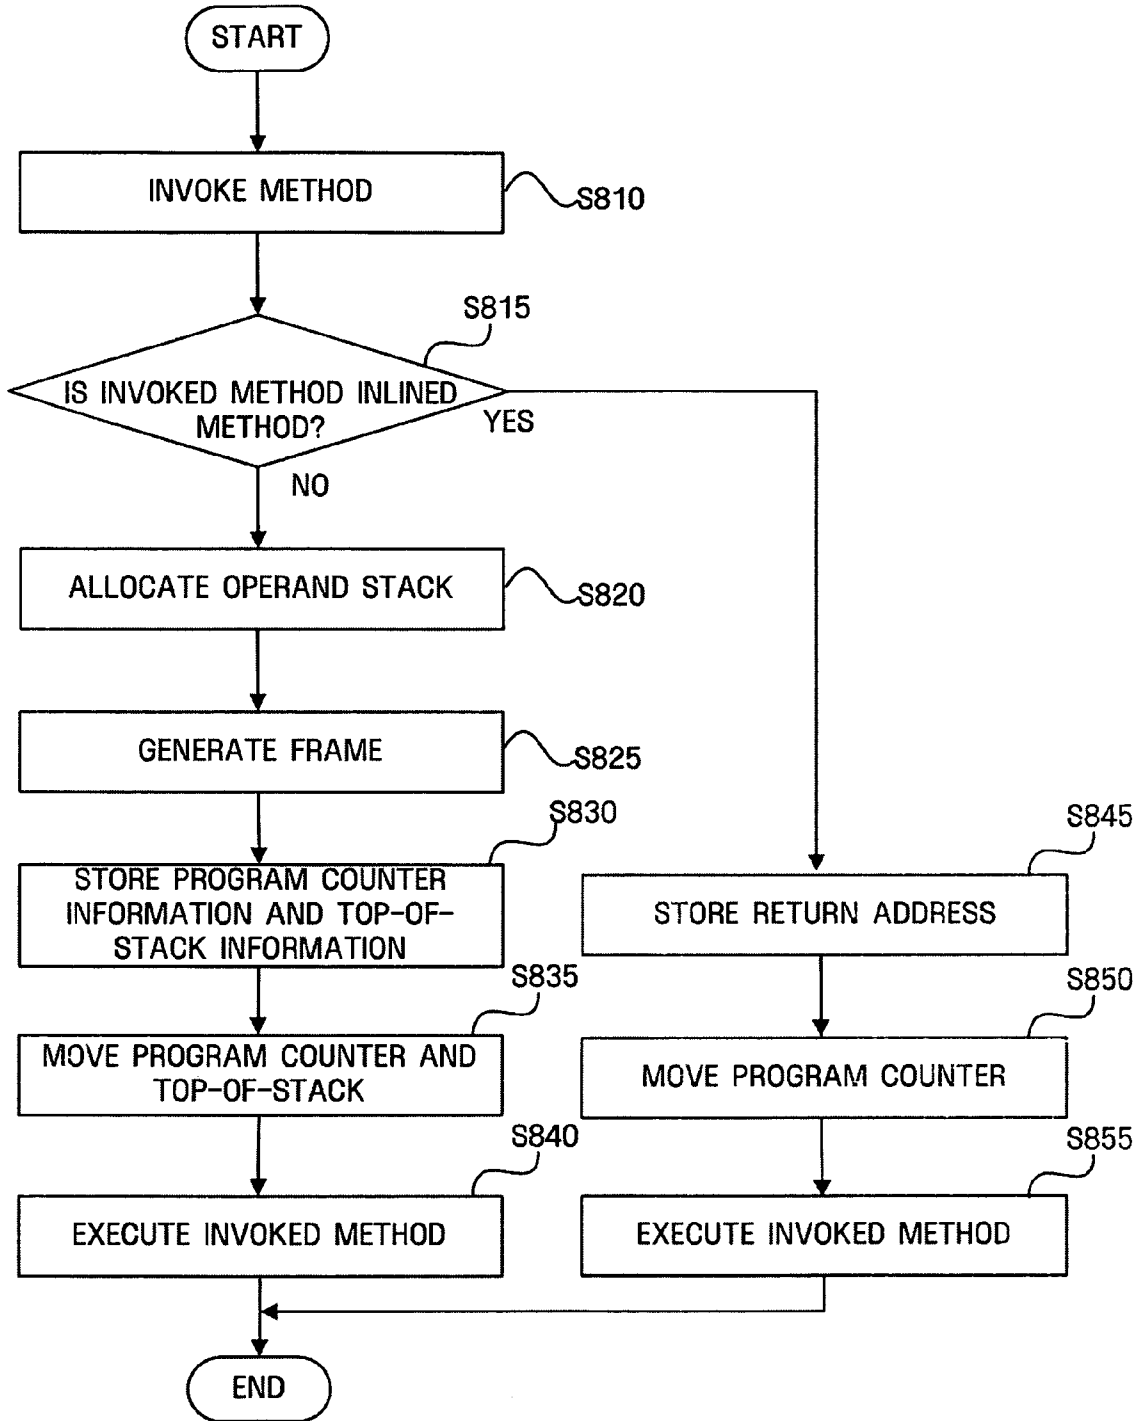 START
INVOKE METHOD
S810
S815
IS INVOKED METHOD INLINED
METHOD?
YES
NO
ALLOCATE OPERAND STACK
S820
GENERATE FRAME
S825
S830
STORE PROGRAM COUNTER
INFORMATION AND TOP-OF-
STACK INFORMATION
S845
STORE RETURN ADDRESS
S835
MOVE PROGRAM COUNTER AND
TOP-OF-STACK
S850
MOVE PROGRAM COUNTER
S840
EXECUTE INVOKED METHOD
S855
EXECUTE INVOKED METHOD
END